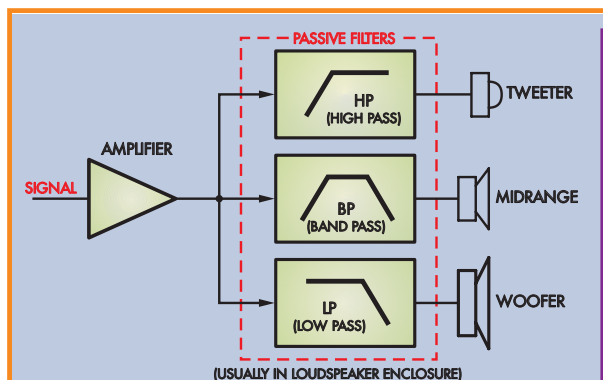 PASSIVE FILTERS
HP
(HIGH PASS)
TWEETER
AMPLIFIER
SIGNAL
BP
(BAND PASS)
MIDRANGE
LP
(LOW PASS)
WOOFER
(USUALLY IN LOUDSPEAKER ENCLOSURE)